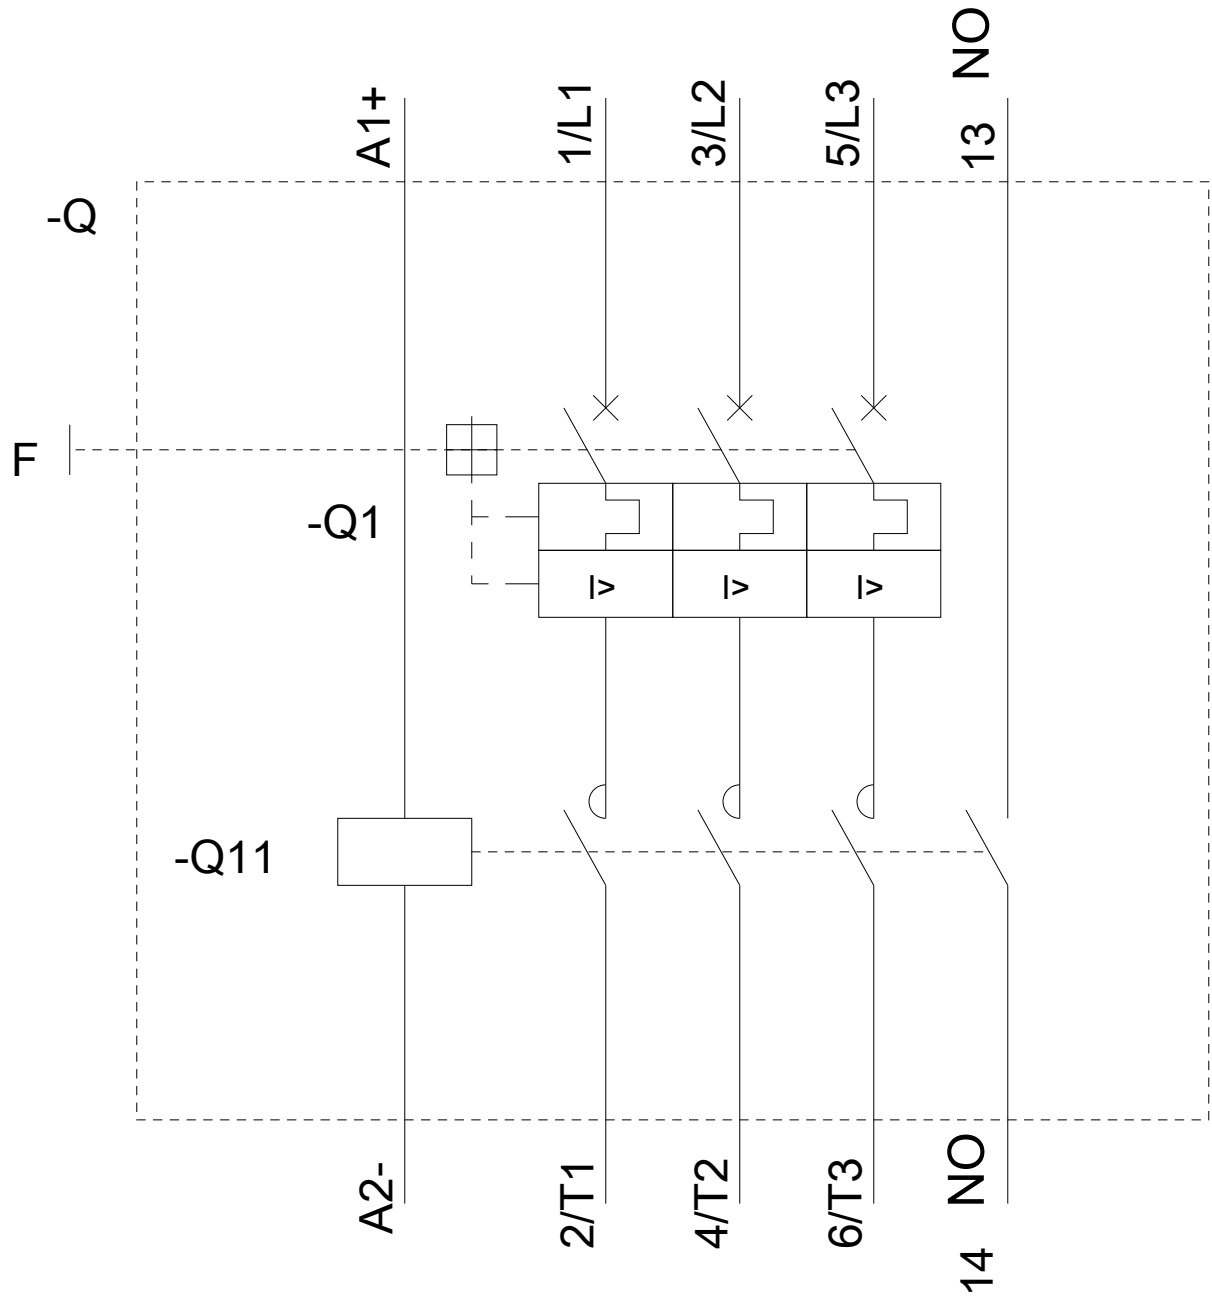 A1+
1/L1
3/L2
5/L3
13 NO
-Q
F
-Q1
I>
I>
I>
-Q11
A2-
2/T1
4/T2
6/T3
14 NO